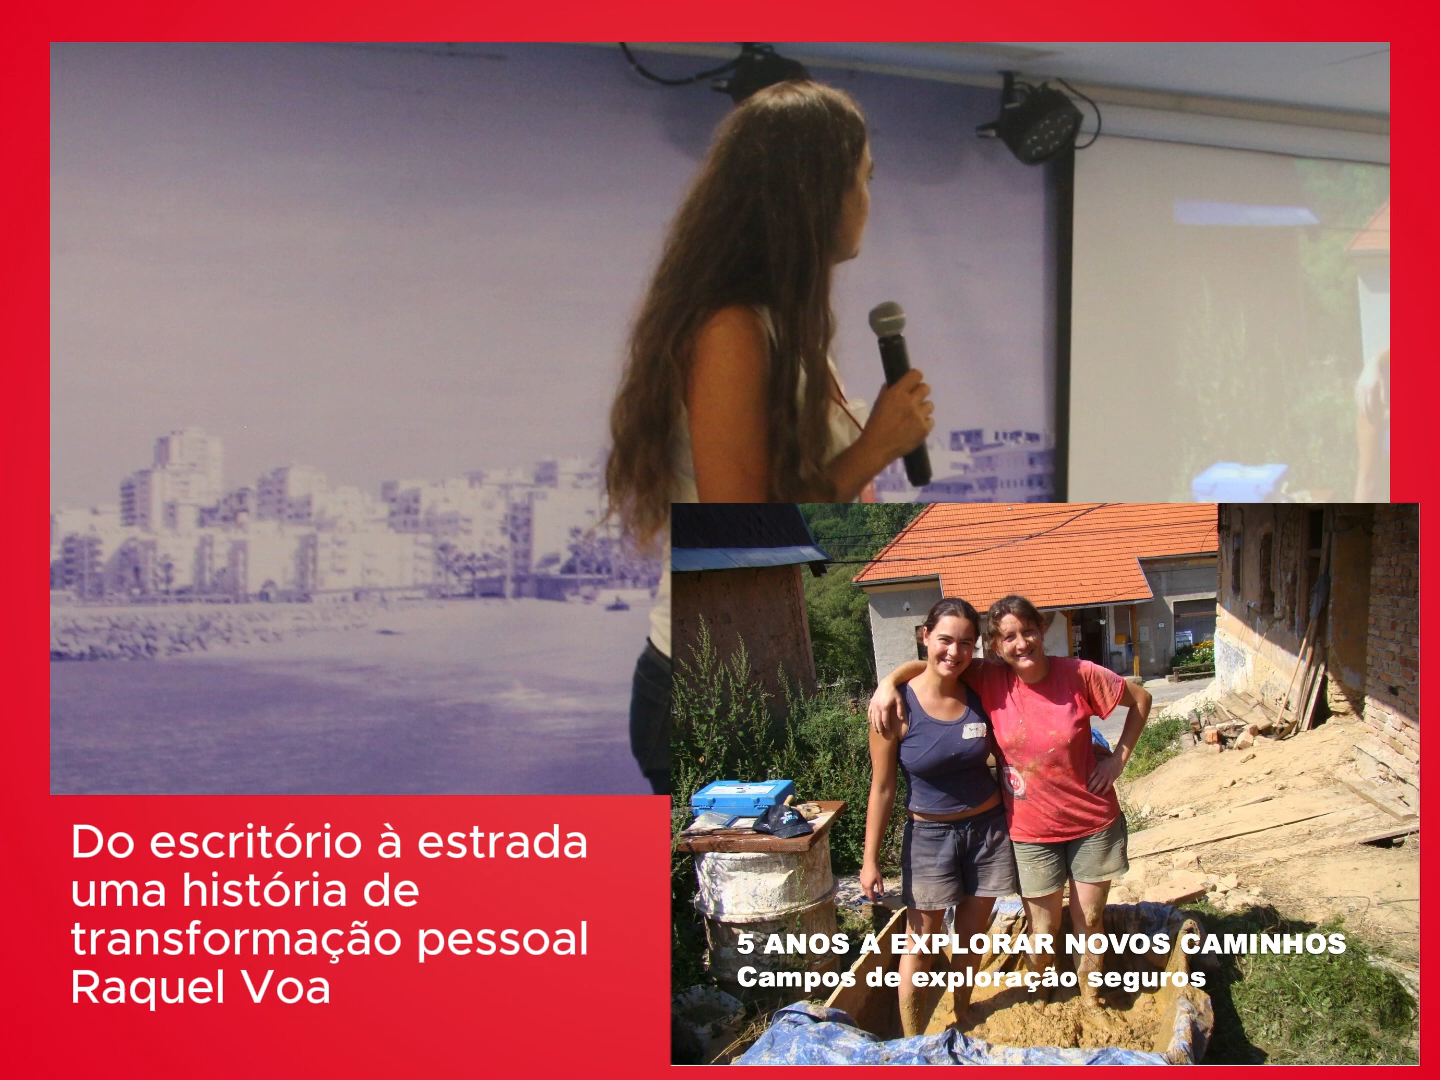 Do escritório à estrada
uma história de
transformação pessoal
Raquel Voa
5 ANOS A EXPLORAR NOVOS CAMINHOS
Campos de exploração seguros